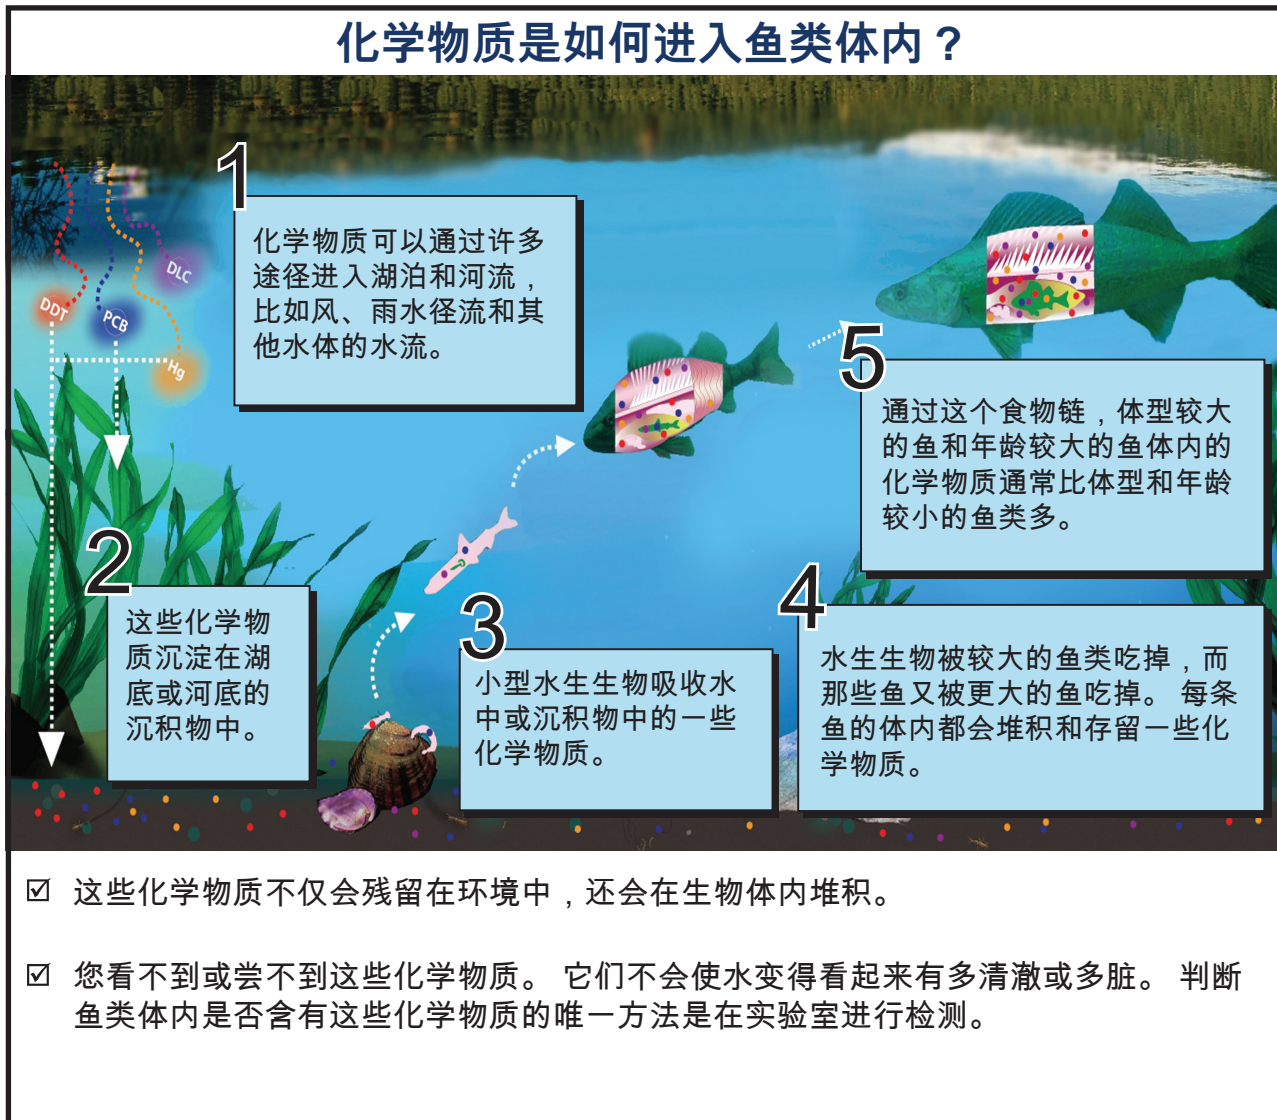 化学物质是如何进入鱼类体内？
1
化学物质可以通过许多
途径进入湖泊和河流，
比如风、雨水径流和其
他水体的水流。
DLC
DDT
PCB
Hg
2
这些化学物
质沉淀在湖
底或河底的
沉积物中。
3
小型水生生物吸收水
中或沉积物中的一些
化学物质。
4
水生生物被较大的鱼类吃掉，而
那些鱼又被更大的鱼吃掉。 每条
鱼的体内都会堆积和存留一些化
学物质。
5
通过这个食物链，体型较大
的鱼和年龄较大的鱼体内的
化学物质通常比体型和年龄
较小的鱼类多。
☑ 这些化学物质不仅会残留在环境中，还会在生物体内堆积。
☑ 您看不到或尝不到这些化学物质。 它们不会使水变得看起来有多清澈或多脏。 判断
鱼类体内是否含有这些化学物质的唯一方法是在实验室进行检测。